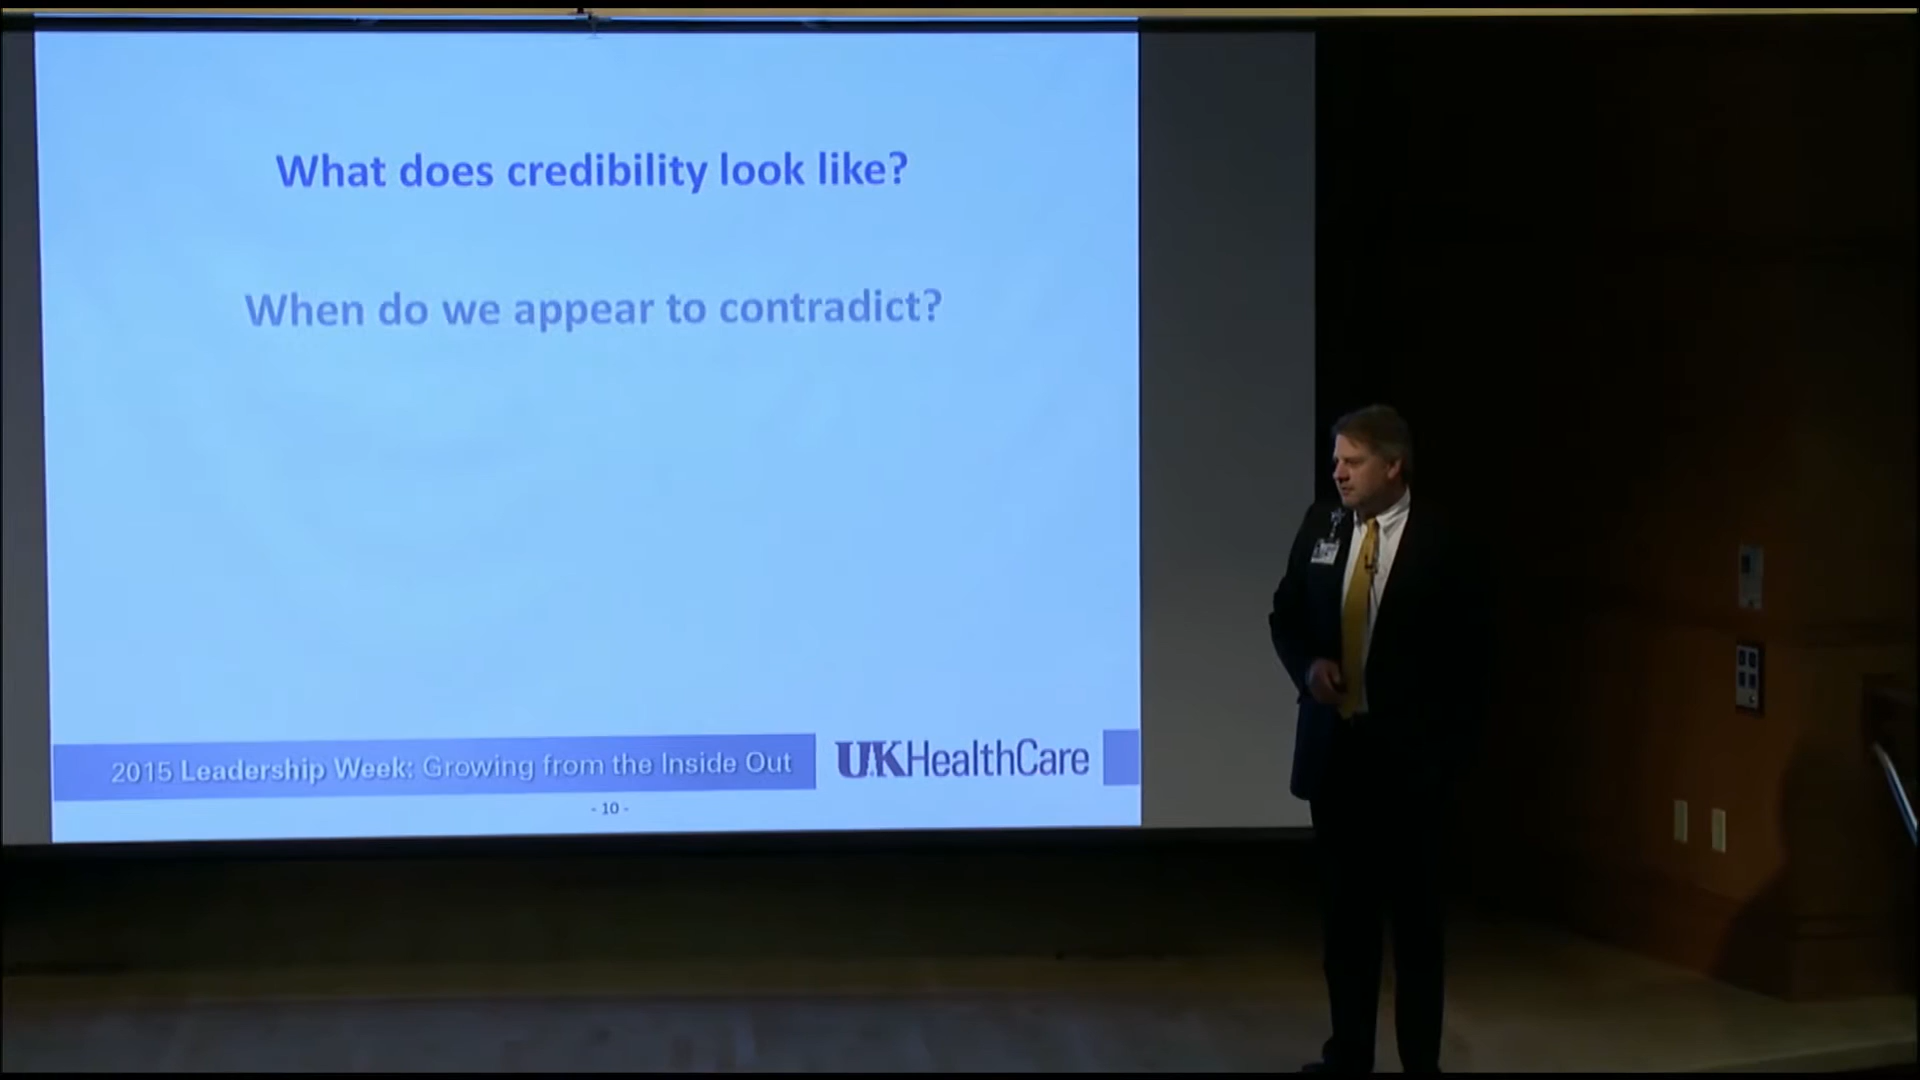 What does credibility look like?
When do we appear to contradict?
2015 Leadership Week: Growing from the Inside Out
UKHealthCare
- 10 -